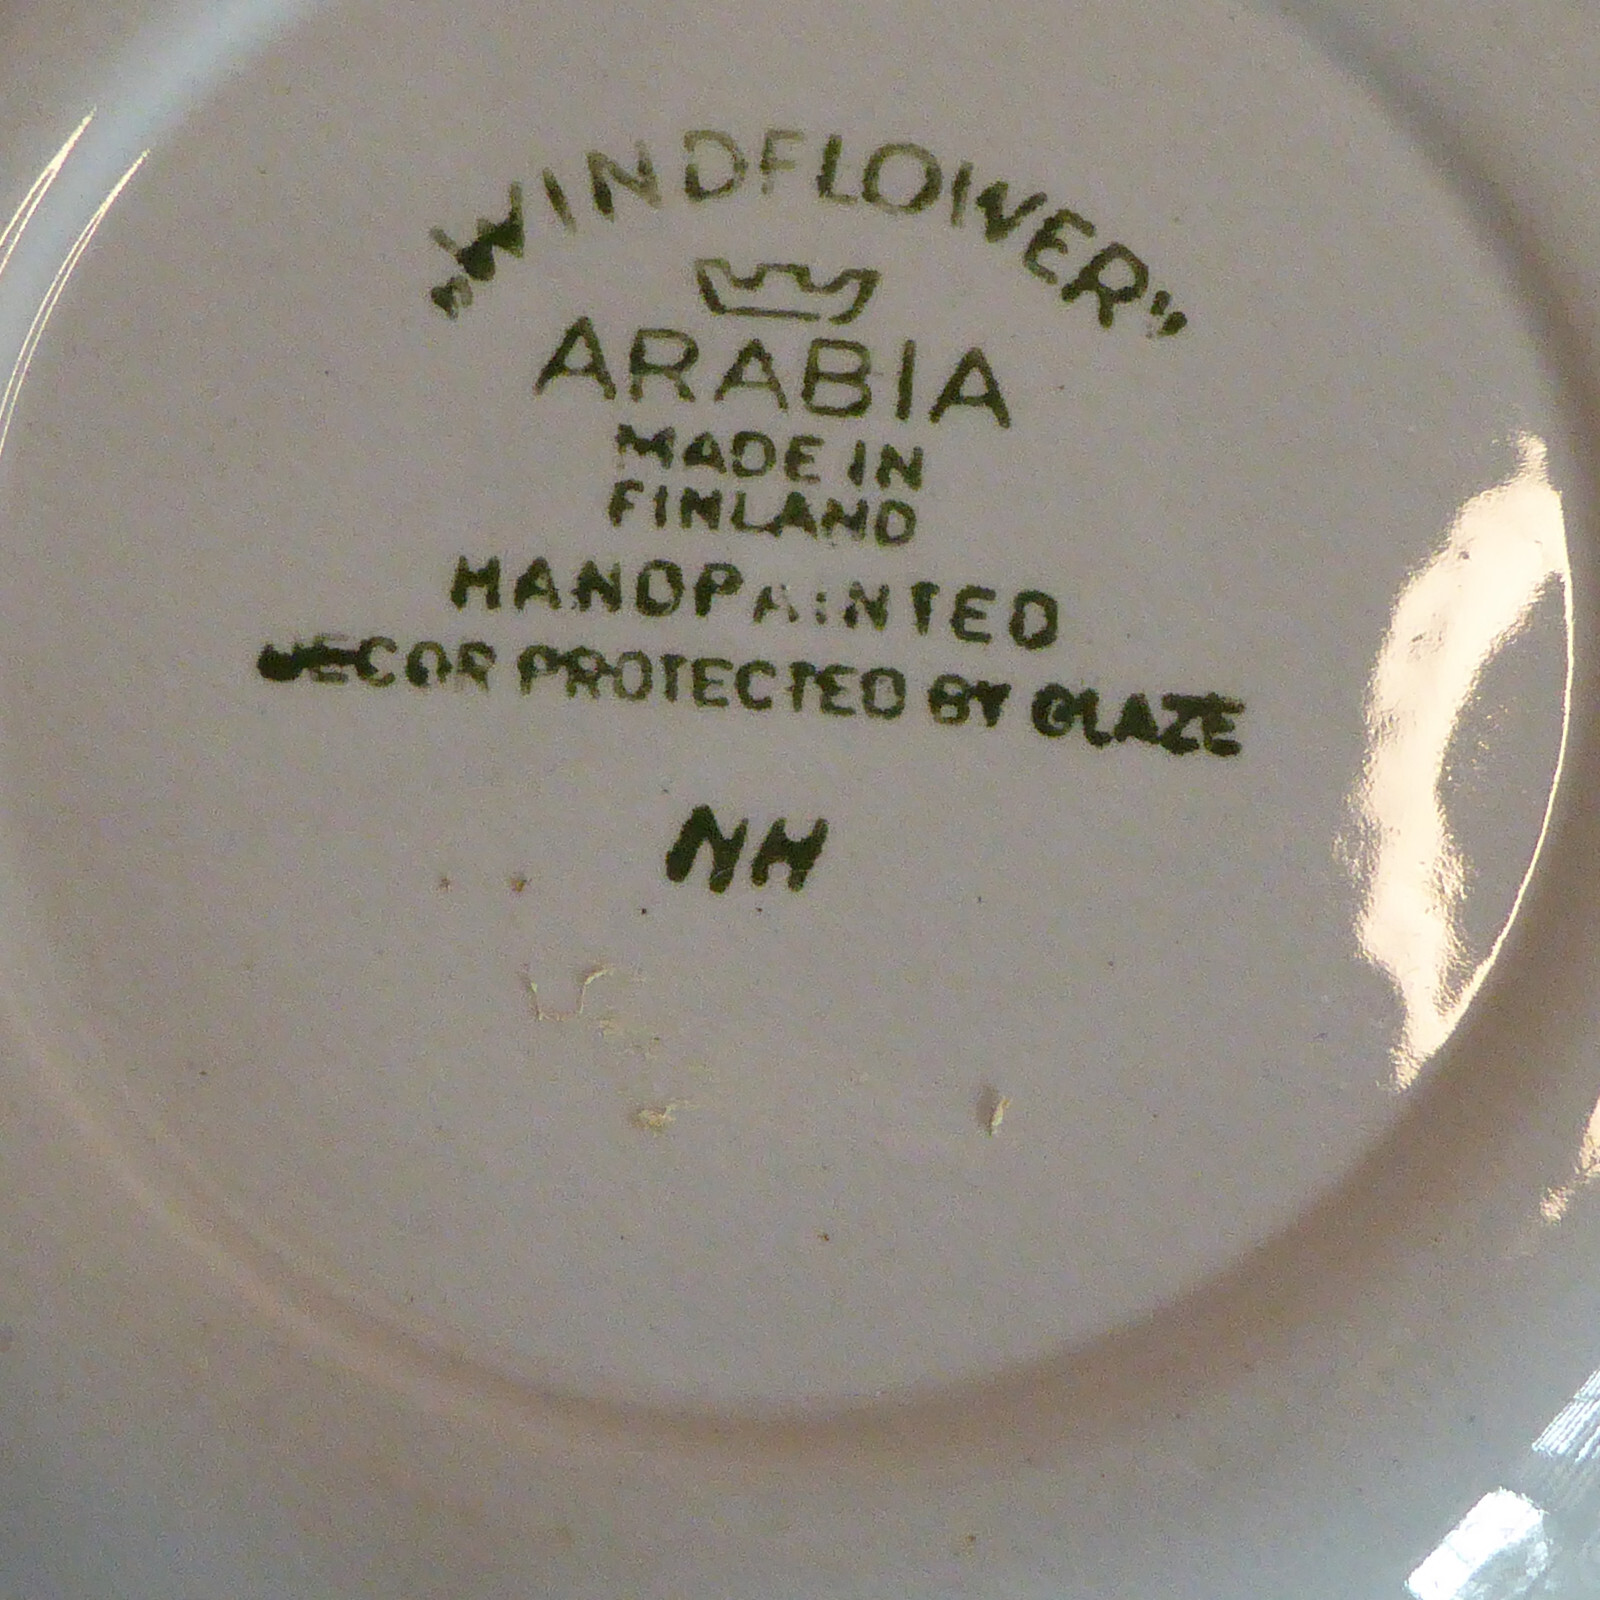 "WINDFLOWER"
ARABIA
MADE IN
FINLAND
HANDPAINTED
DECOR PROTECTED BY GLAZE
NH